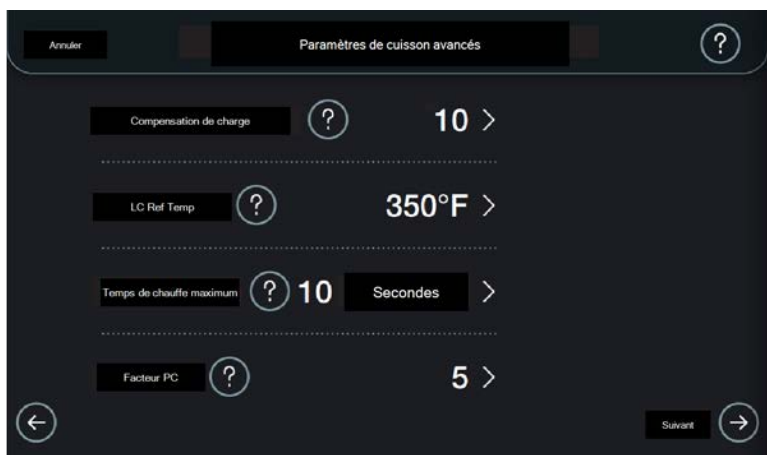 Annuler
Paramètres de cuisson avancés
?
Compensation de charge ? 10 >
LC Ref Temp ? 350°F >
Temps de chauffe maximum ? 10 Secondes >
Facteur PC ? 5 >
Suivant